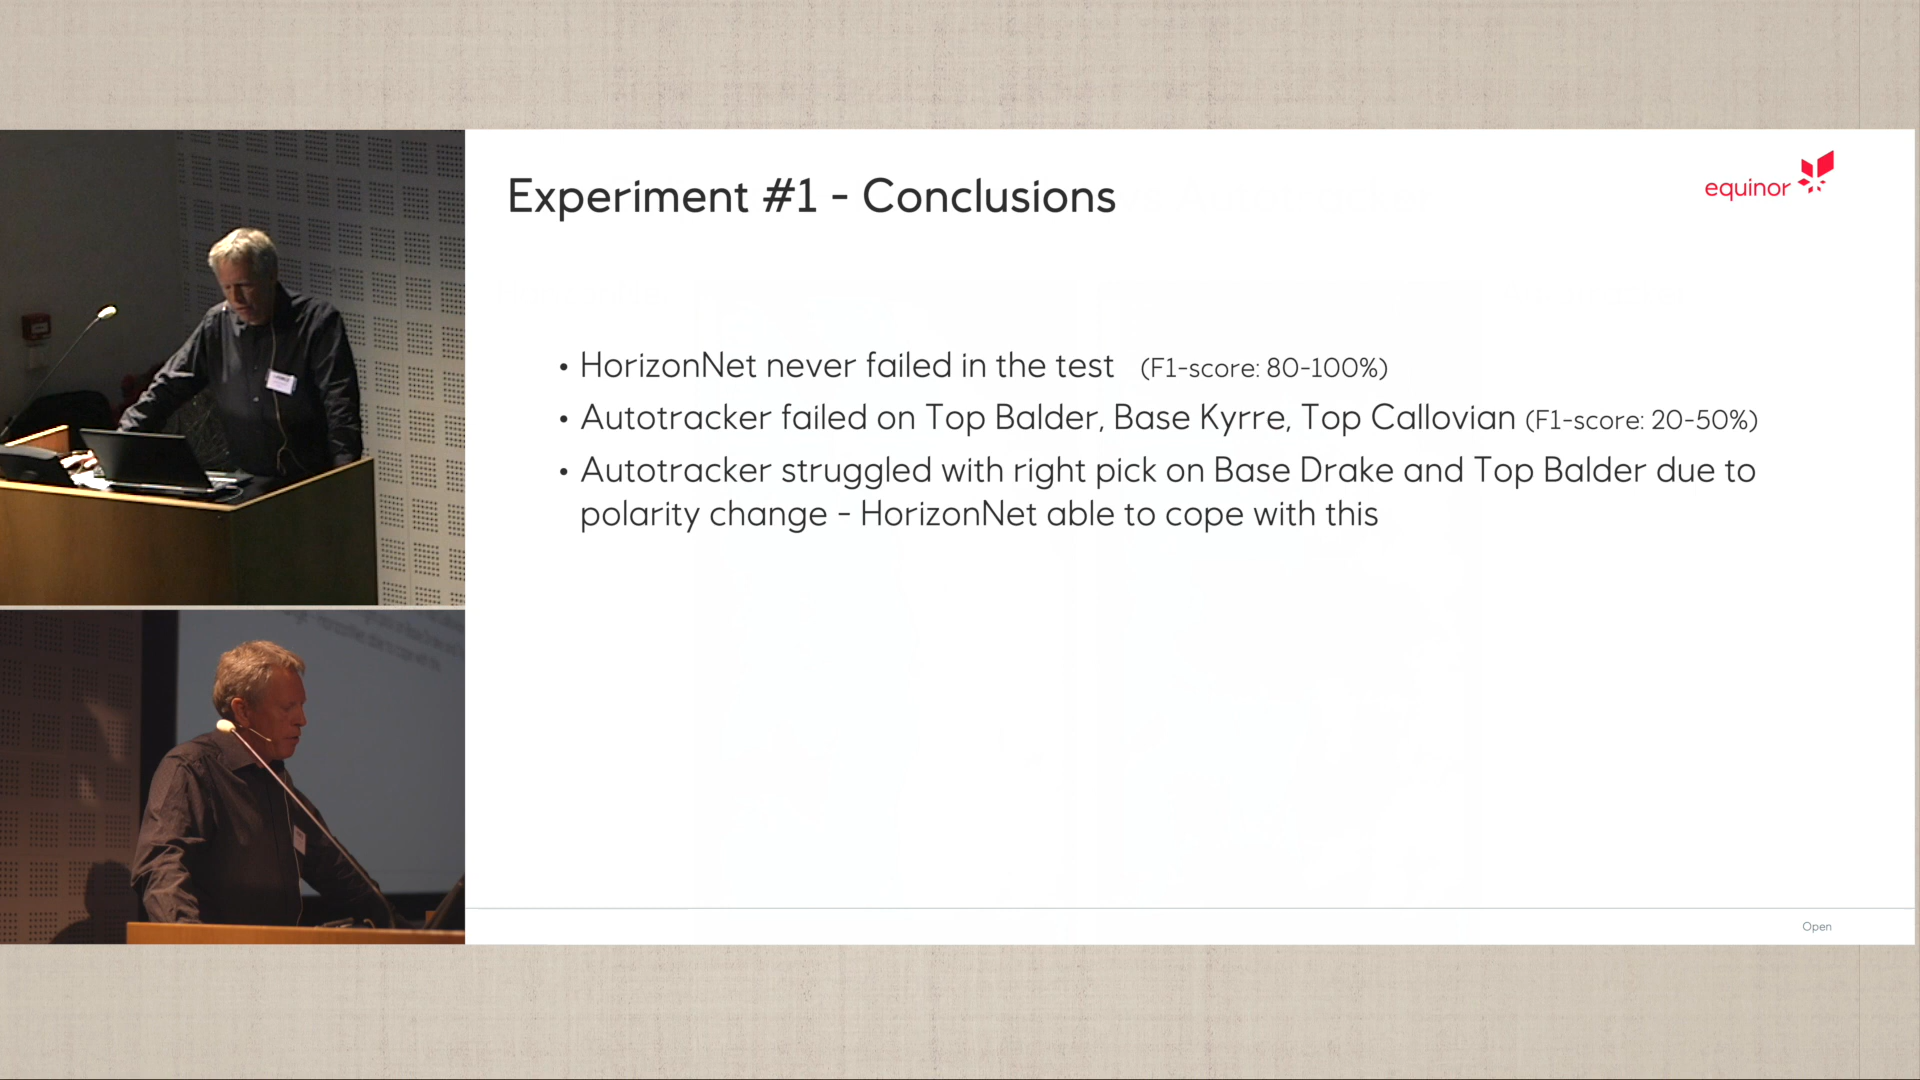 Experiment #1 - Conclusions
equinor
• HorizonNet never failed in the test (F1-score: 80-100%)
• Autotracker failed on Top Balder, Base Kyrre, Top Callovian (F1-score: 20-50%)
• Autotracker struggled with right pick on Base Drake and Top Balder due to
polarity change - HorizonNet able to cope with this
Open